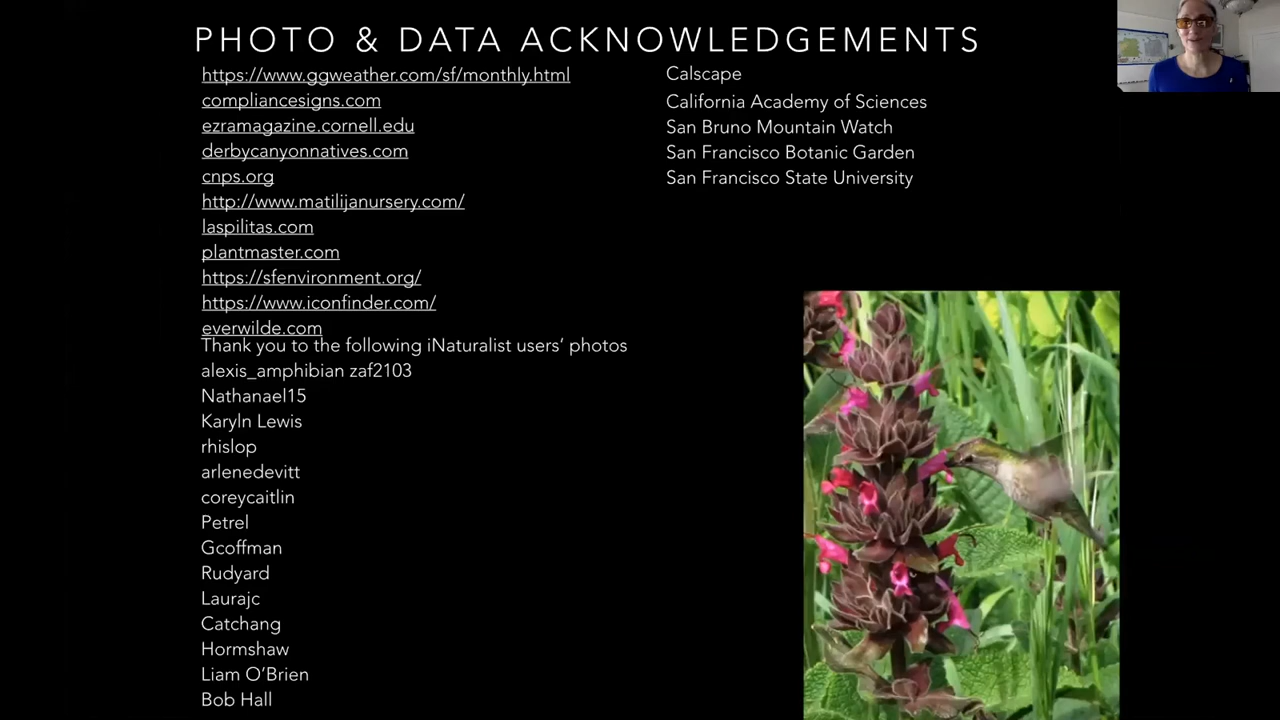 PHOTO & DATA ACKNOWLEDGEMENTS
https://www.ggweather.com/sf/monthly.html
compliancesigns.com
ezramagazine.cornell.edu
derbycanyonnatives.com
cnps.org
http://www.matilijanursery.com/
laspilitas.com
plantmaster.com
https://sfenvironment.org/
https://www.iconfinder.com/
everwilde.com
Thank you to the following iNaturalist users’ photos
alexis_amphibian zaf2103
Nathanael15
Karyln Lewis
rhislop
arlenedevitt
coreycaitlin
Petrel
Gcoffman
Rudyard
Laurajc
Catchang
Hormshaw
Liam O’Brien
Bob Hall
Calscape
California Academy of Sciences
San Bruno Mountain Watch
San Francisco Botanic Garden
San Francisco State University